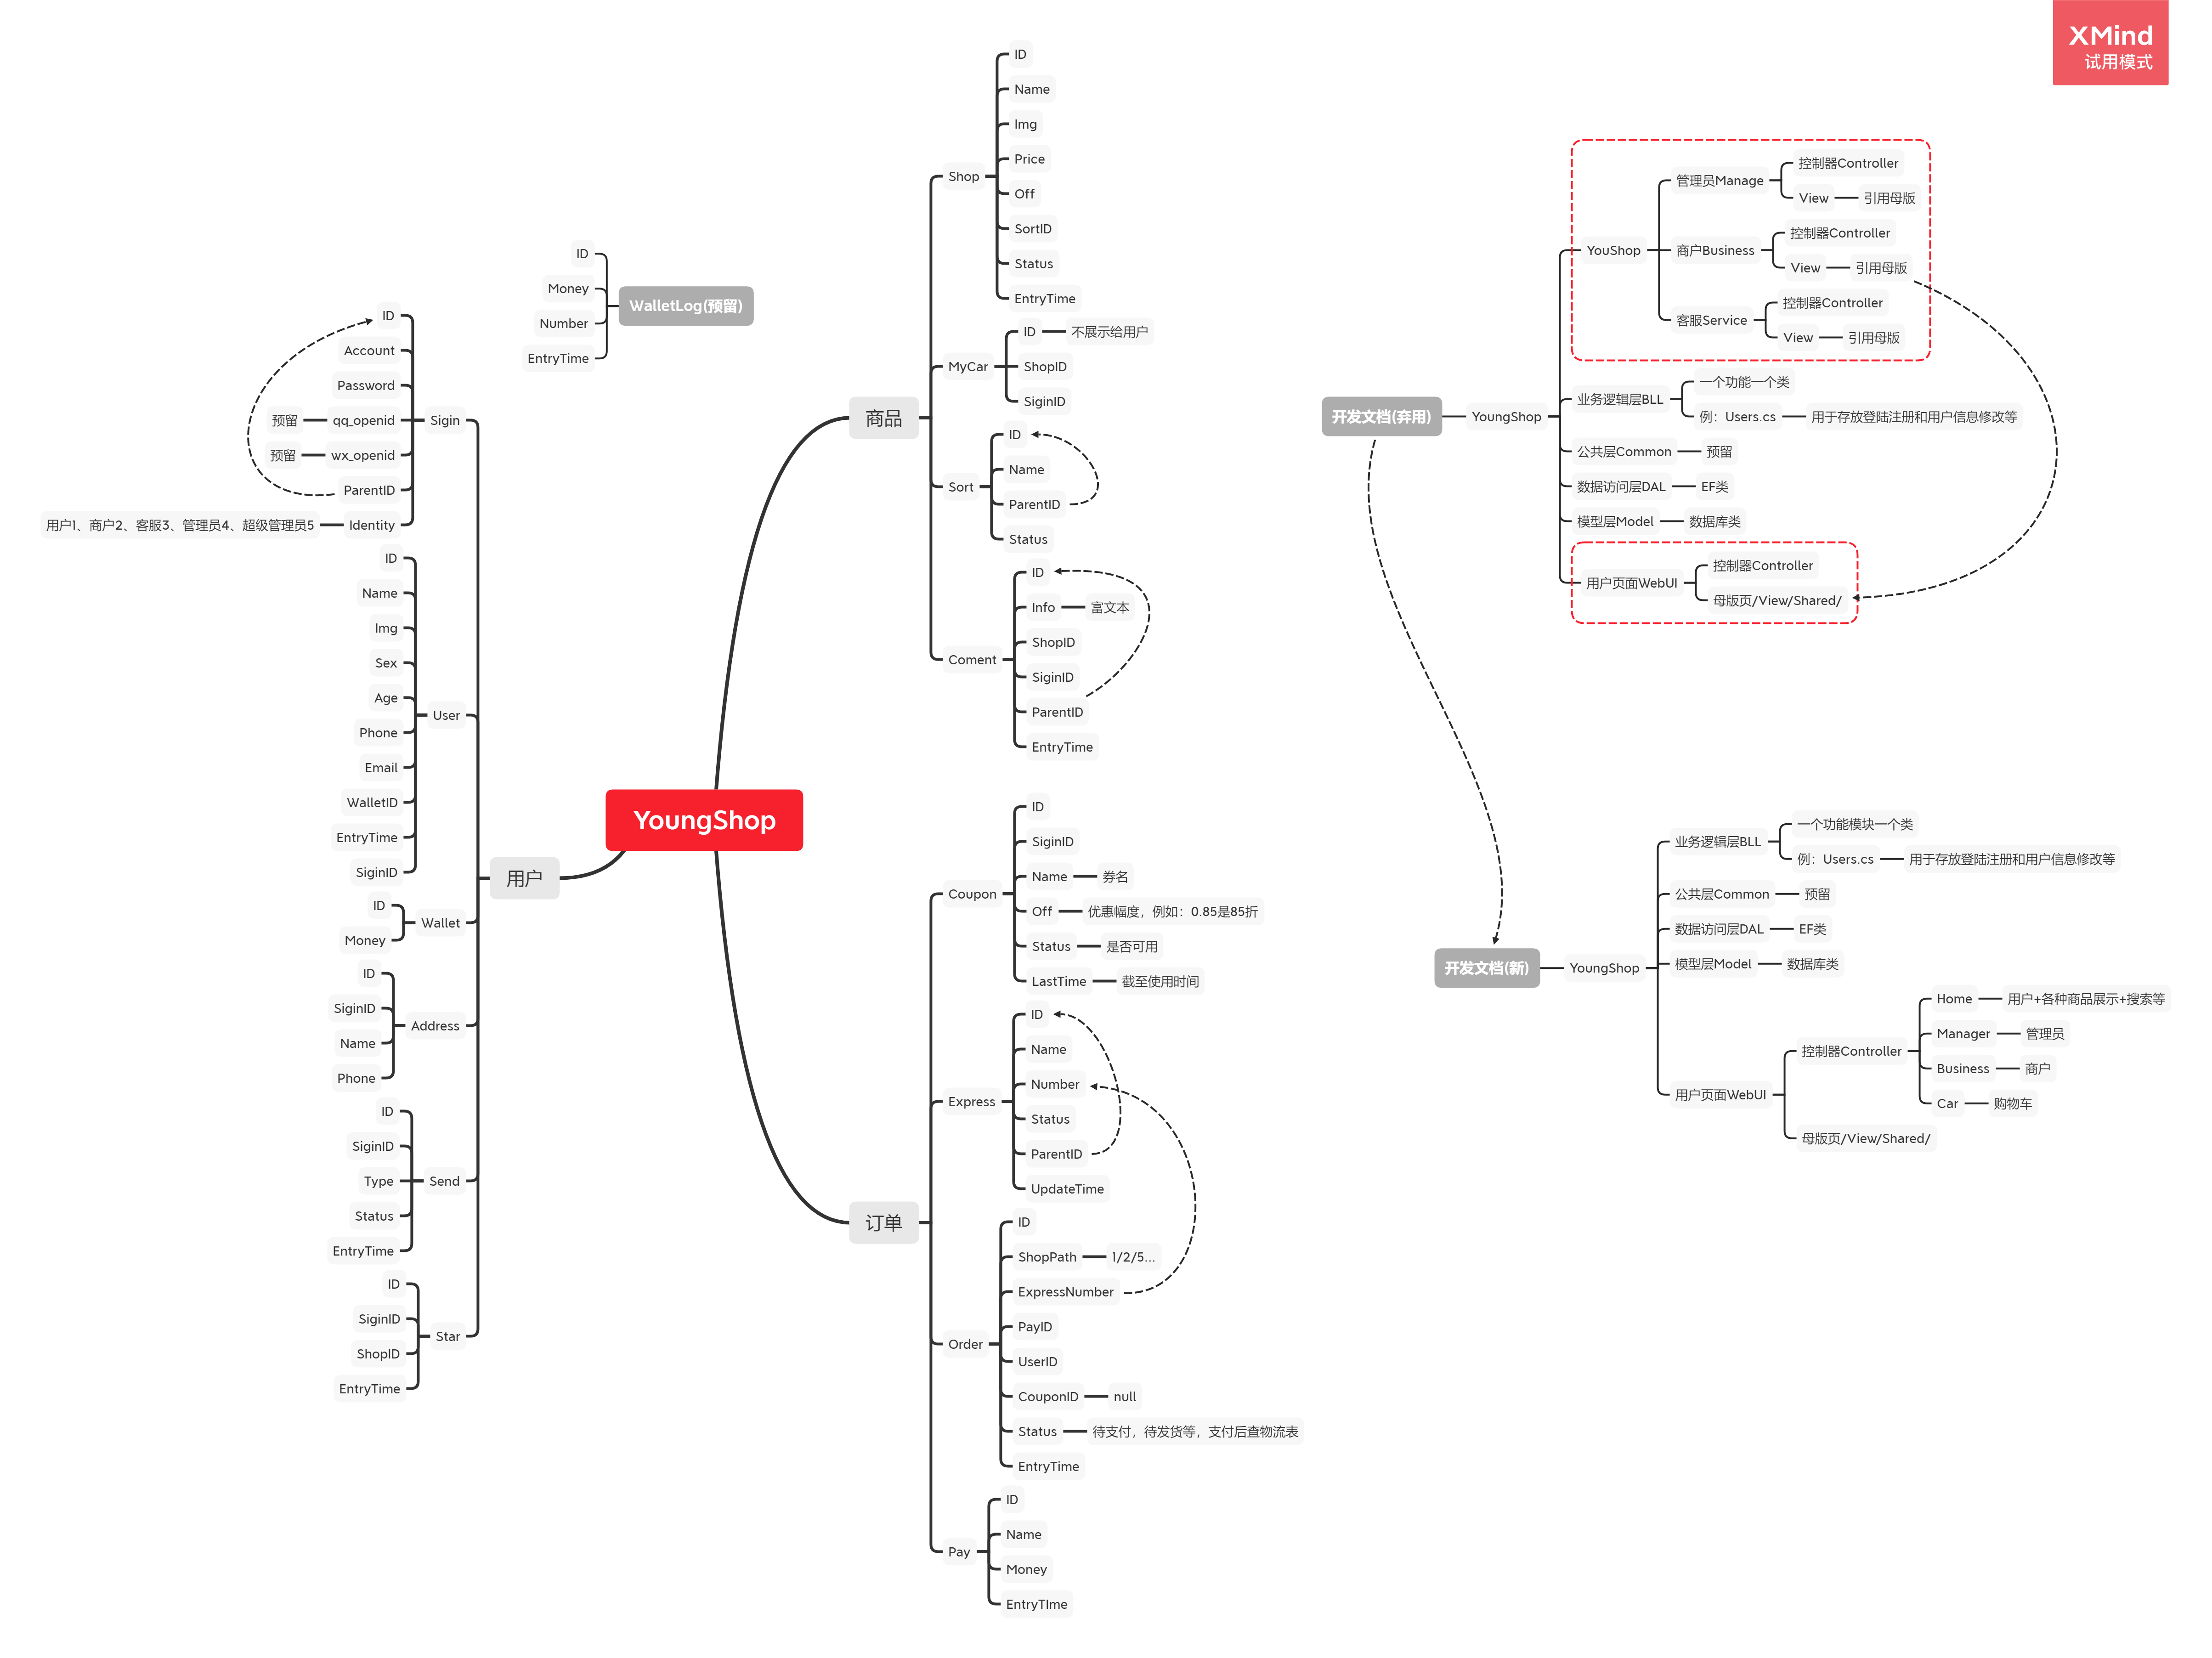 XMind
试用模式
YoungShop
商品
Shop
ID
Name
Img
Price
Off
SortID
Status
EntryTime
MyCar
ID
不展示给用户
ShopID
SiginID
Sort
ID
Name
ParentID
Status
Coment
ID
Info
富文本
ShopID
SiginID
ParentID
EntryTime
订单
Coupon
ID
SiginID
Name
券名
Off
优惠幅度，例如：0.85是85折
Status
是否可用
LastTime
截至使用时间
Express
ID
Name
Number
Status
ParentID
UpdateTime
Order
ID
ShopPath
1/2/5...
ExpressNumber
PayID
UserID
CouponID
null
Status
待支付，待发货等，支付后查物流表
EntryTime
Pay
ID
Name
Money
EntryTIme
用户
Sigin
ID
Account
Password
qq_openid
预留
wx_openid
预留
ParentID
Identity
用户1、商户2、客服3、管理员4、超级管理员5
User
ID
Name
Img
Sex
Age
Phone
Email
WalletID
EntryTime
SiginID
Wallet
ID
Money
Address
ID
SiginID
Name
Phone
Send
ID
SiginID
Type
Status
EntryTime
Star
ID
SiginID
ShopID
EntryTime
WalletLog(预留)
ID
Money
Number
EntryTime
开发文档(弃用)
YoungShop
YouShop
管理员Manage
控制器Controller
View
引用母版
商户Business
控制器Controller
View
引用母版
客服Service
控制器Controller
View
引用母版
业务逻辑层BLL
一个功能一个类
例：Users.cs
用于存放登陆注册和用户信息修改等
公共层Common
预留
数据访问层DAL
EF类
模型层Model
数据库类
用户页面WebUI
控制器Controller
母版页/View/Shared/
开发文档(新)
YoungShop
业务逻辑层BLL
一个功能模块一个类
例：Users.cs
用于存放登陆注册和用户信息修改等
公共层Common
预留
数据访问层DAL
EF类
模型层Model
数据库类
用户页面WebUI
控制器Controller
Home
用户+各种商品展示+搜索等
Manager
管理员
Business
商户
Car
购物车
母版页/View/Shared/